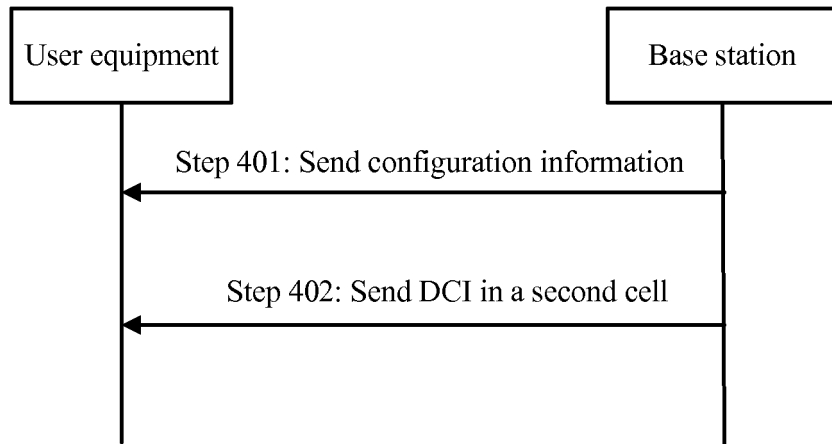 User equipment
Base station
Step 401: Send configuration information
Step 402: Send DCI in a second cell